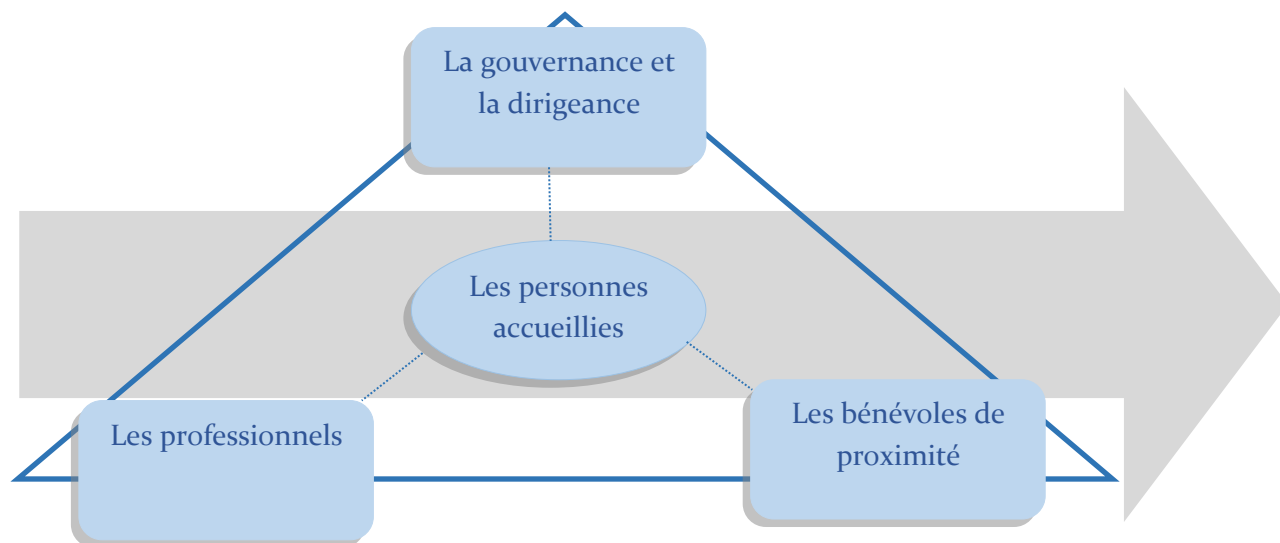 La gouvernance et
la dirigeance
Les personnes
accueillies
Les professionnels
Les bénévoles de
proximité